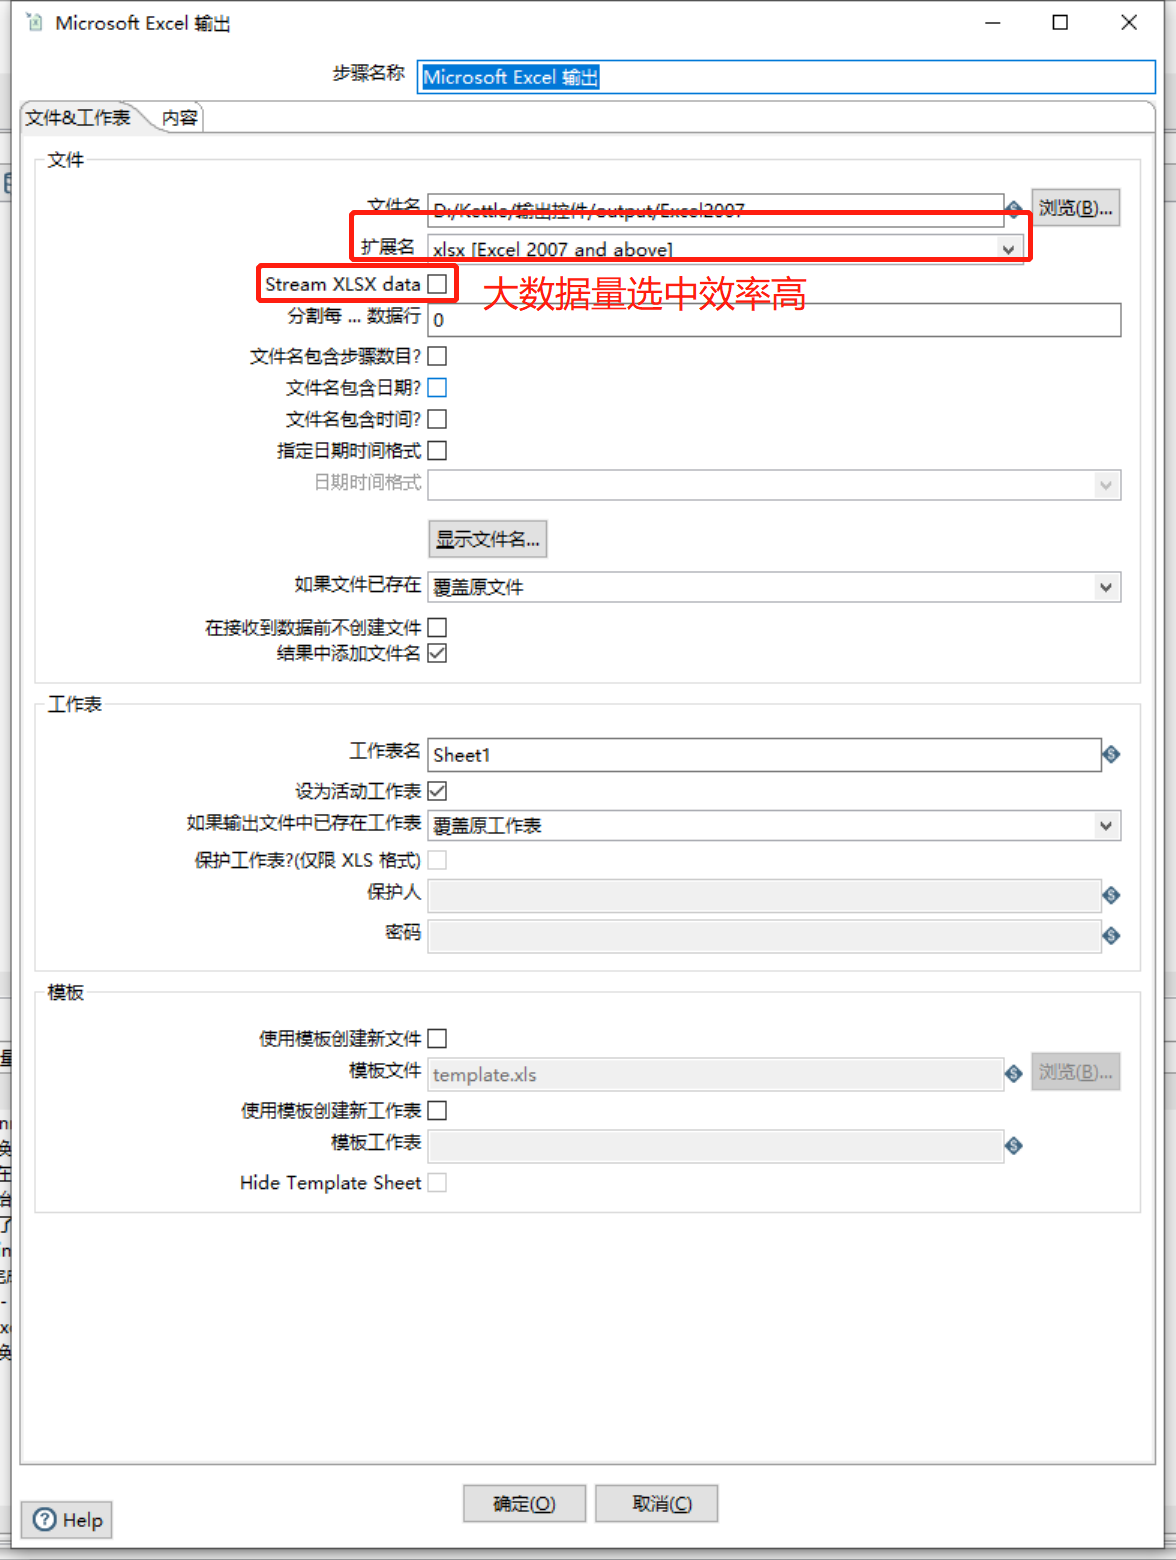 Microsoft Excel 输出
步骤名称 Microsoft Excel 输出
文件&工作表 内容
文件
文件名 D:/Kettle/输出控件/output/Excel2007 浏览(B)...
扩展名 xlsx [Excel 2007 and above]
Stream XLSX data 大数据量选中效率高
分割每 ... 数据行 0
文件名包含步骤数目?
文件名包含日期?
文件名包含时间?
指定日期时间格式
日期时间格式
显示文件名...
如果文件已存在 覆盖原文件
在接收到数据前不创建文件
结果中添加文件名
工作表
工作表名 Sheet1
设为活动工作表
如果输出文件中已存在工作表 覆盖原工作表
保护工作表?(仅限 XLS 格式)
保护人
密码
模板
使用模板创建新文件
模板文件 template.xls 浏览(B)...
使用模板创建新工作表
模板工作表
Hide Template Sheet
确定(O) 取消(C)
Help